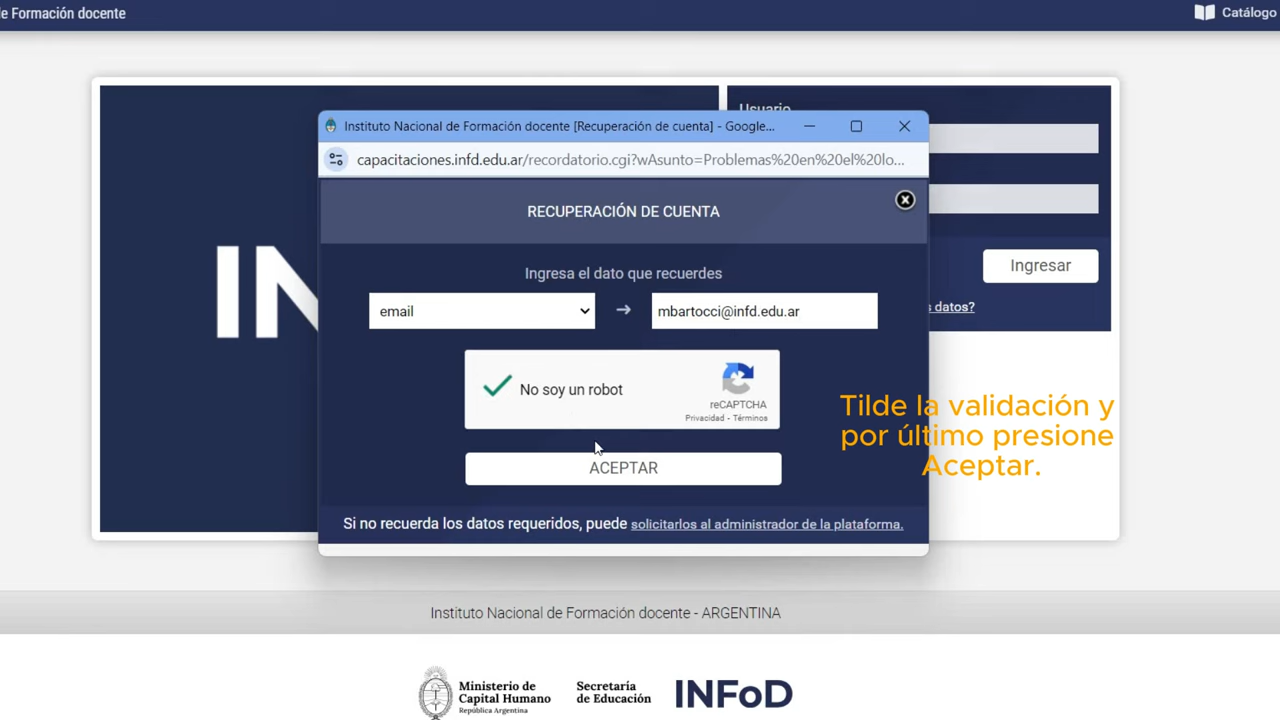 de Formación docente
Catálogo
Usuario
Instituto Nacional de Formación docente [Recuperación de cuenta] - Google...
capacitaciones.infd.edu.ar/recordatorio.cgi?wAsunto=Problemas%20en%20el%20lo...
RECUPERACIÓN DE CUENTA
Ingresa el dato que recuerdes
email
mbartocci@infd.edu.ar
Ingresar
datos?
No soy un robot
reCAPTCHA
Privacidad - Términos
Tilde la validación y
por último presione
Aceptar.
ACEPTAR
Si no recuerda los datos requeridos, puede solicitarlos al administrador de la plataforma.
IN
Instituto Nacional de Formación docente - ARGENTINA
Ministerio de
Capital Humano
República Argentina
Secretaría
de Educación
INFoD